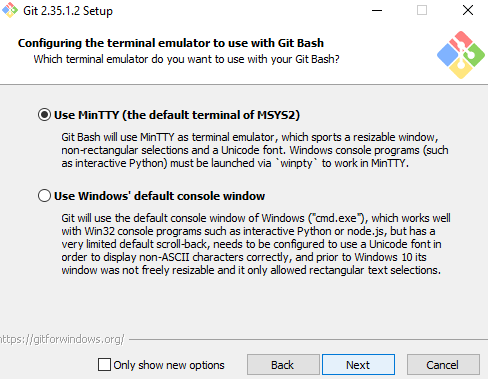 Git 2.35.1.2 Setup
Configuring the terminal emulator to use with Git Bash
Which terminal emulator do you want to use with your Git Bash?
Use MinTTY (the default terminal of MSYS2)
Git Bash will use MinTTY as terminal emulator, which sports a resizable window,
non-rectangular selections and a Unicode font. Windows console programs (such
as interactive Python) must be launched via `winpty` to work in MinTTY.
Use Windows' default console window
Git will use the default console window of Windows ("cmd.exe"), which works well
with Win32 console programs such as interactive Python or node.js, but has a
very limited default scroll-back, needs to be configured to use a Unicode font in
order to display non-ASCII characters correctly, and prior to Windows 10 its
window was not freely resizable and it only allowed rectangular text selections.
https://gitforwindows.org/
Only show new options
Back
Next
Cancel